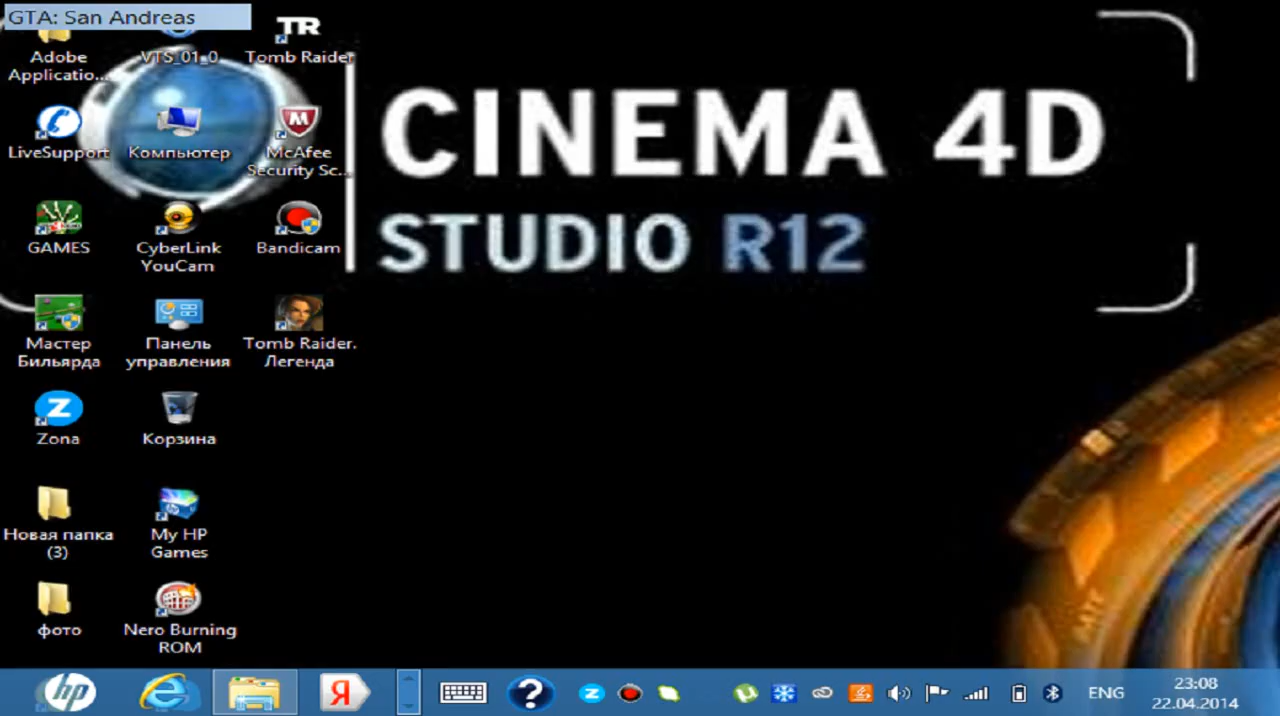 GTA: San Andreas
Adobe
Applicatio...
VTS_01_0
TR
Tomb Raider
LiveSupport
Компьютер
McAfee
Security Sc...
GAMES
CyberLink
YouCam
Bandicam
Мастер
Бильярда
Панель
управления
Tomb Raider.
Легенда
Z
Zona
Корзина
Новая папка
(3)
My HP
Games
фото
Nero Burning
ROM
CINEMA 4D
STUDIO R12
hp
Я
?
ENG
23:08
22.04.2014